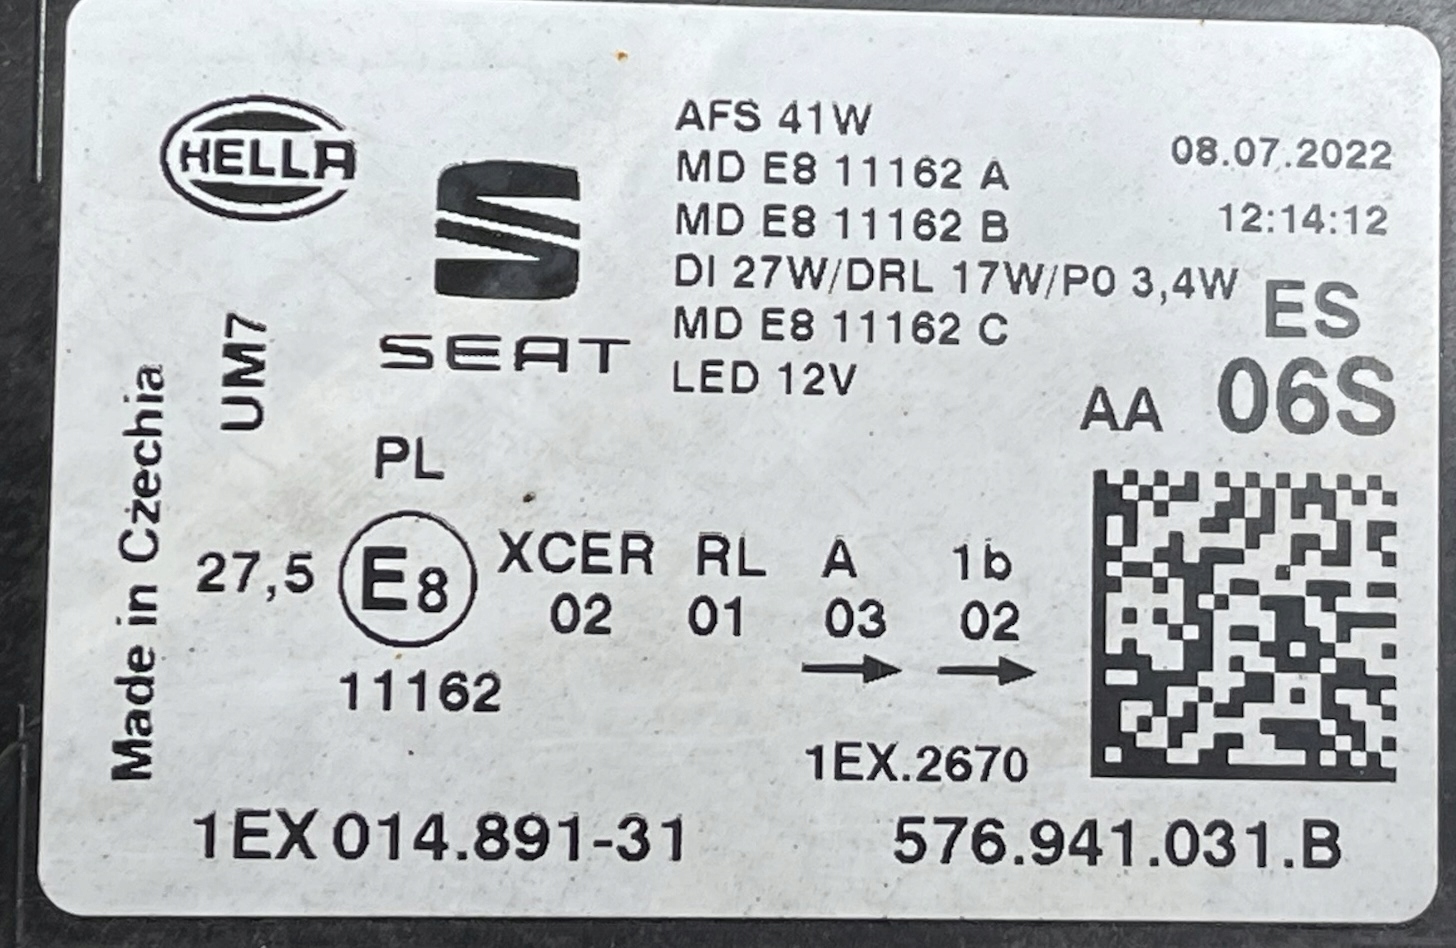 HELLA
SEAT
AFS 41W
MD E8 11162 A
MD E8 11162 B
DI 27W/DRL 17W/PO 3,4W
MD E8 11162 C
LED 12V
08.07.2022
12:14:12
ES
AA 06S
UM7
Made in Czechia
PL
27,5 E8 XCER RL A 1b
02 01 03 02
11162
1EX.2670
1EX 014.891-31
576.941.031.B